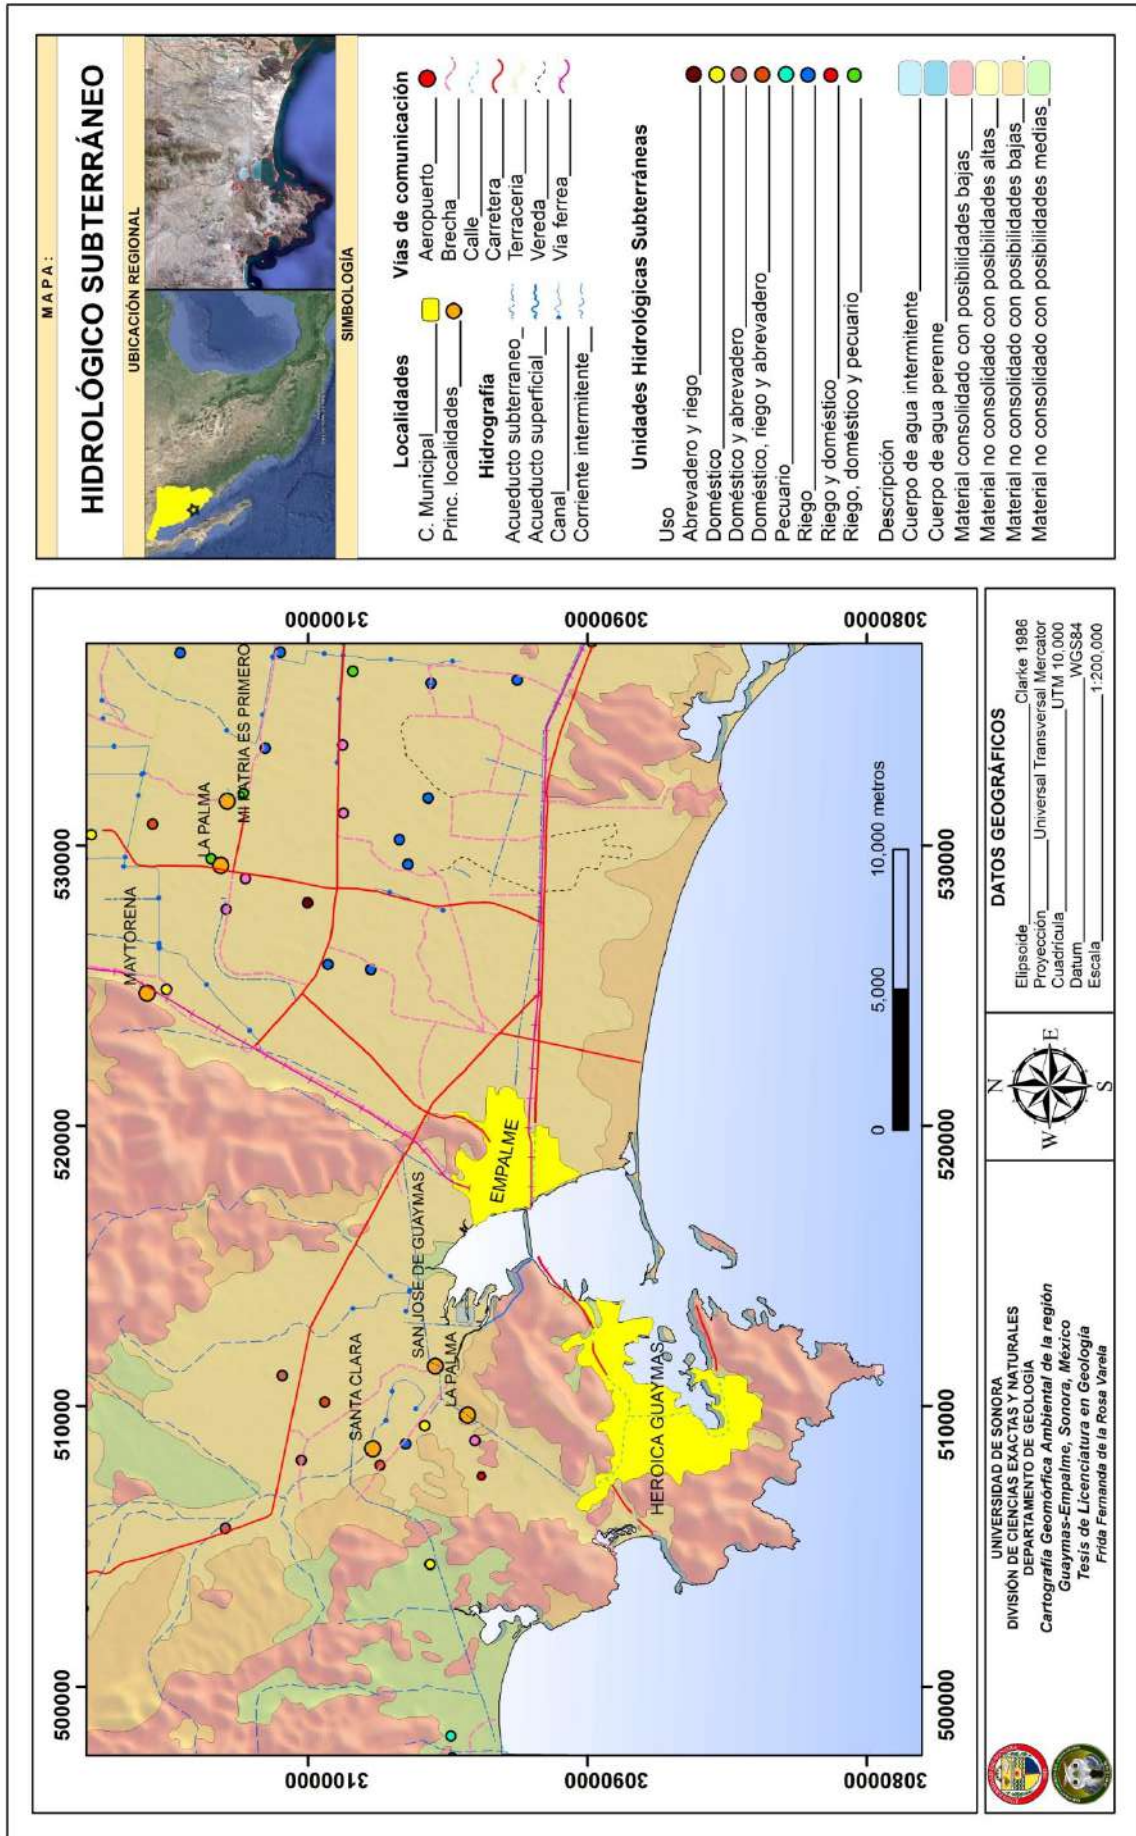 MAPA:
HIDROLÓGICO SUBTERRÁNEO
UBICACIÓN REGIONAL
SIMBOLOGÍA
Localidades
C. Municipal
Princ. localidades
Hidrografía
Acueducto subterraneo
Acueducto superficial
Canal
Corriente intermitente
Vías de comunicación
Aeropuerto
Brecha
Calle
Carretera
Terraceria
Vereda
Via ferrea
Unidades Hidrológicas Subterráneas
Uso
Abrevadero y riego
Doméstico
Doméstico y abrevadero
Doméstico, riego y abrevadero
Pecuario
Riego
Riego y doméstico
Riego, doméstico y pecuario
Descripción
Cuerpo de agua intermitente
Cuerpo de agua perenne
Material consolidado con posibilidades bajas
Material no consolidado con posibilidades altas
Material no consolidado con posibilidades bajas
Material no consolidado con posibilidades medias
500000
510000
520000
530000
3100000
3090000
3080000
3100000
3090000
3080000
MAYTORENA
LA PALMA
MI PATRIA ES PRIMERO
SANTA CLARA
SAN JOSE DE GUAYMAS
LA PALMA
EMPALME
HEROICA GUAYMAS
0
5,000
10,000 metros
UNIVERSIDAD DE SONORA
DIVISIÓN DE CIENCIAS EXACTAS Y NATURALES
DEPARTAMENTO DE GEOLOGÍA
Cartografía Geomórfica Ambiental de la región
Guaymas-Empalme, Sonora, México
Tesis de Licenciatura en Geología
Frida Fernanda de la Rosa Varela
N
W
E
S
DATOS GEOGRÁFICOS
Elipsoide Clarke 1986
Proyección Universal Transversal Mercator
Cuadrícula UTM 10,000
Datum WGS84
Escala 1:200,000